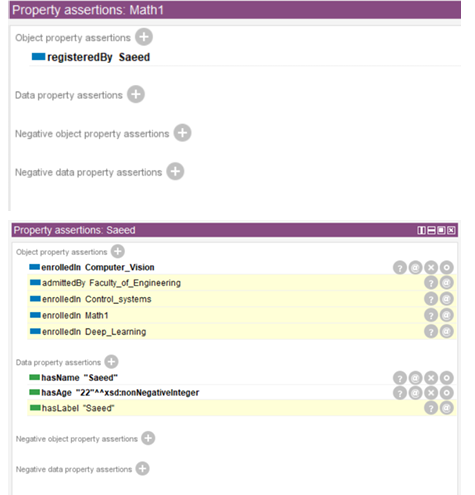 Property assertions: Math1
Object property assertions
registeredBy Saeed
Data property assertions
Negative object property assertions
Negative data property assertions
Property assertions: Saeed
Object property assertions
enrolledIn Computer_Vision
admittedBy Faculty_of_Engineering
enrolledIn Control_systems
enrolledIn Math1
enrolledIn Deep_Learning
Data property assertions
hasName "Saeed"
hasAge "22"^^xsd:nonNegativeInteger
hasLabel "Saeed"
Negative object property assertions
Negative data property assertions